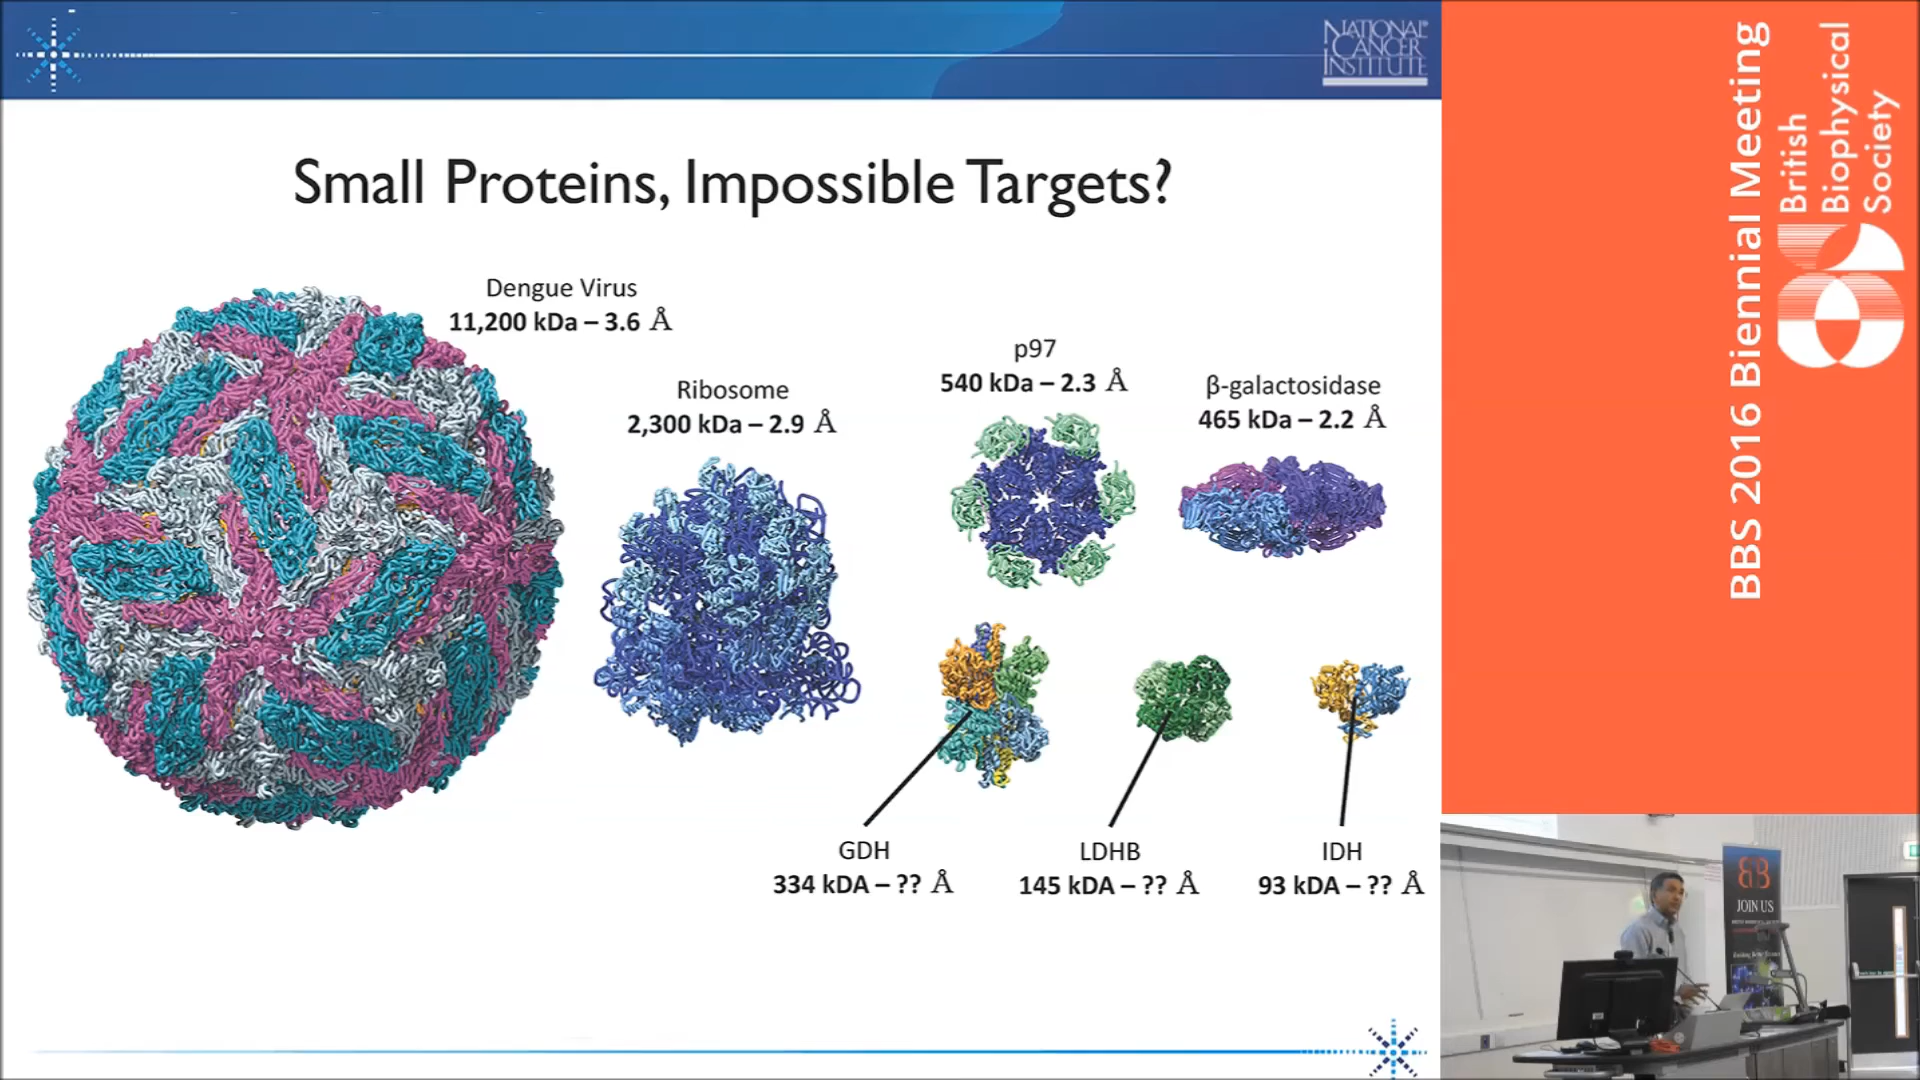 NATIONAL
CANCER
INSTITUTE
Small Proteins, Impossible Targets?
Dengue Virus
11,200 kDa – 3.6 Å
Ribosome
2,300 kDa – 2.9 Å
p97
540 kDa – 2.3 Å
β-galactosidase
465 kDa – 2.2 Å
GDH
334 kDA – ?? Å
LDHB
145 kDA – ?? Å
IDH
93 kDA – ?? Å
BBS 2016 Biennial Meeting
British
Biophysical
Society
JOIN US